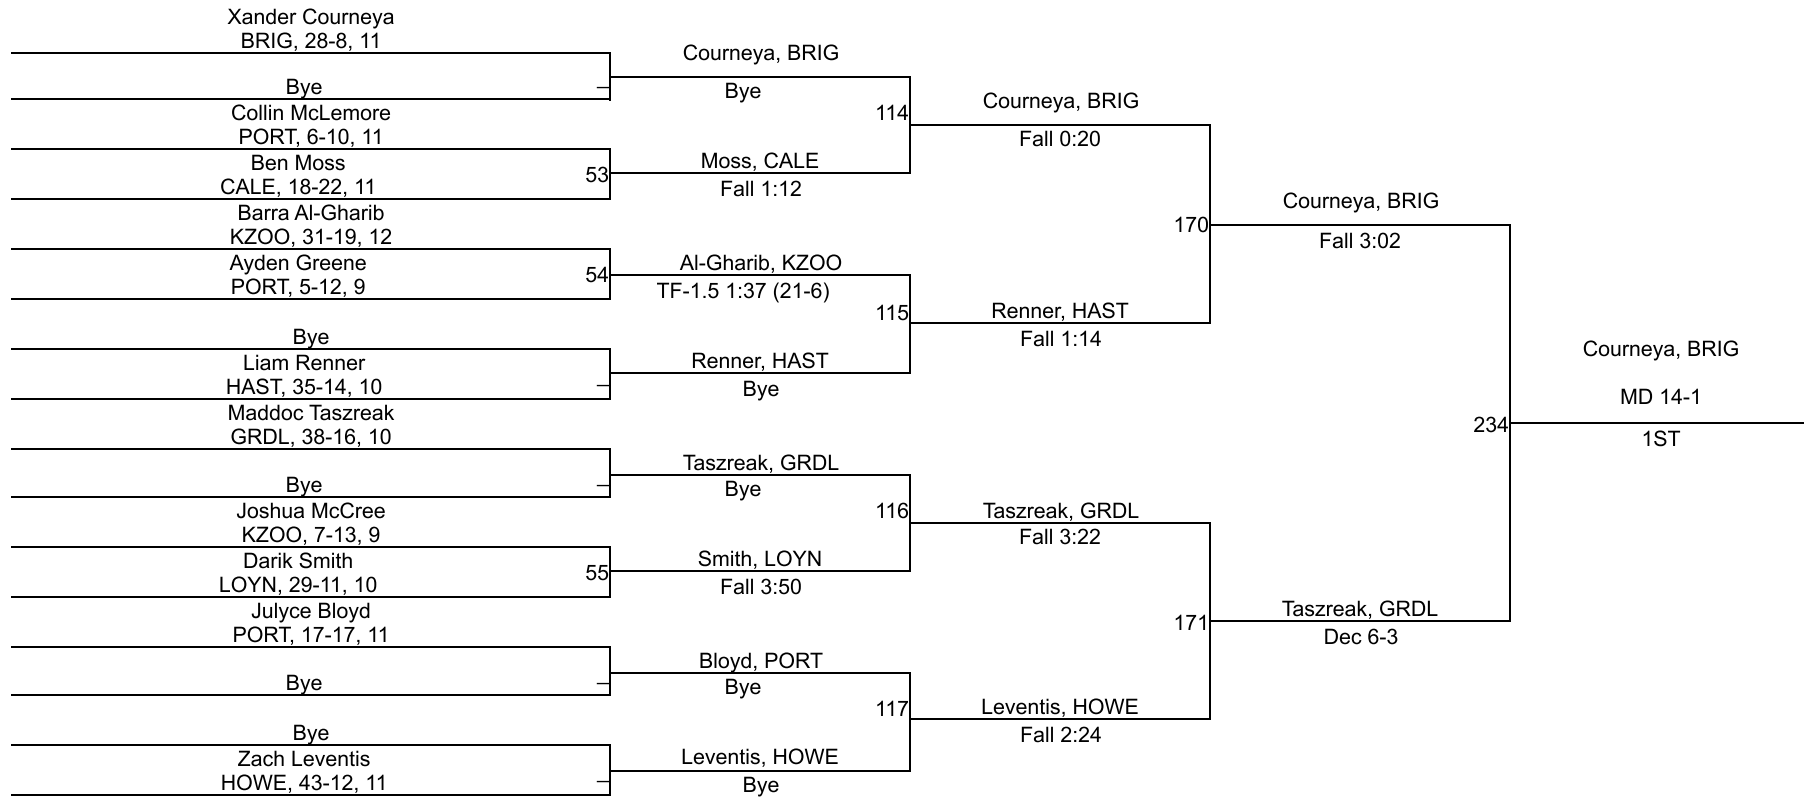 Xander Courneya
BRIG, 28-8, 11
Bye
Collin McLemore
PORT, 6-10, 11
Ben Moss
CALE, 18-22, 11
Barra Al-Gharib
KZOO, 31-19, 12
Ayden Greene
PORT, 5-12, 9
Bye
Liam Renner
HAST, 35-14, 10
Maddoc Taszreak
GRDL, 38-16, 10
Bye
Joshua McCree
KZOO, 7-13, 9
Darik Smith
LOYN, 29-11, 10
Julyce Bloyd
PORT, 17-17, 11
Bye
Bye
Zach Leventis
HOWE, 43-12, 11
Courneya, BRIG
Bye
53
Moss, CALE
Fall 1:12
54
Al-Gharib, KZOO
TF-1.5 1:37 (21-6)
Renner, HAST
Bye
Taszreak, GRDL
Bye
55
Smith, LOYN
Fall 3:50
Bloyd, PORT
Bye
Leventis, HOWE
Bye
114
Courneya, BRIG
Fall 0:20
115
Renner, HAST
Fall 1:14
116
Taszreak, GRDL
Fall 3:22
117
Leventis, HOWE
Fall 2:24
170
Courneya, BRIG
Fall 3:02
171
Taszreak, GRDL
Dec 6-3
234
Courneya, BRIG
MD 14-1
1ST